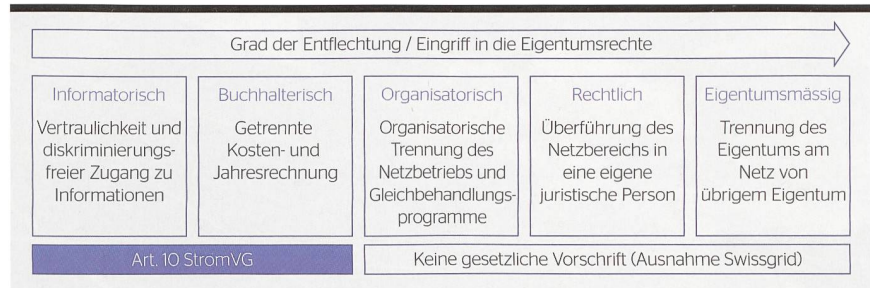 Grad der Entflechtung / Eingriff in die Eigentumsrechte
Informatorisch
Vertraulichkeit und
diskriminierungs-
freier Zugang zu
Informationen
Buchhalterisch
Getrennte
Kosten- und
Jahresrechnung
Organisatorisch
Organisatorische
Trennung des
Netzbetriebs und
Gleichbehandlungs-
programme
Rechtlich
Überführung des
Netzbereichs in
eine eigene
juristische Person
Eigentumsmässig
Trennung des
Eigentums am
Netz von
übrigem Eigentum
Art. 10 StromVG
Keine gesetzliche Vorschrift (Ausnahme Swissgrid)